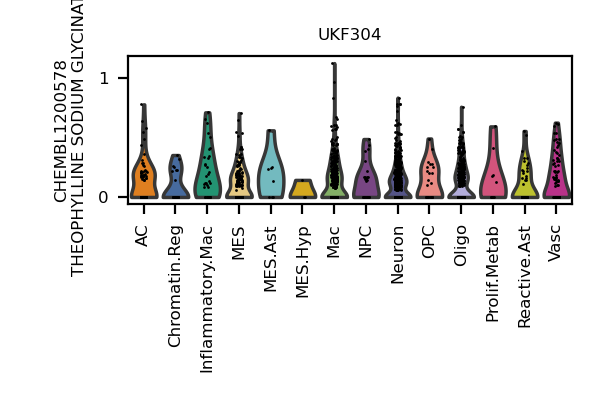 UKF304
CHEMBL1200578
THEOPHYLLINE SODIUM GLYCINAT
1
0
AC
Chromatin.Reg
Inflammatory.Mac
MES
MES.Ast
MES.Hyp
Mac
NPC
Neuron
OPC
Oligo
Prolif.Metab
Reactive.Ast
Vasc